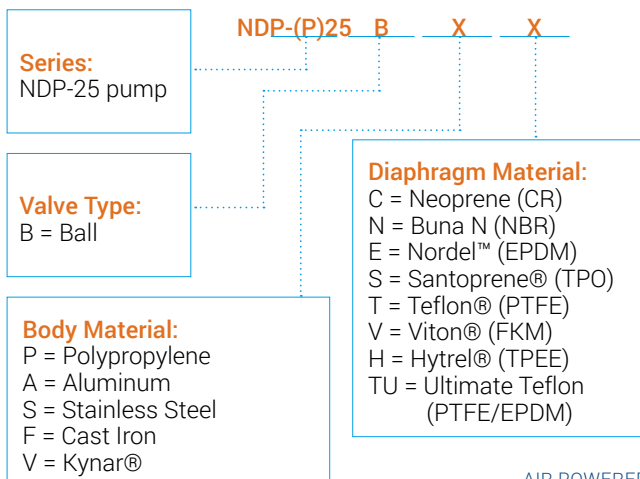 NDP-(P)25 B X X
Series:
NDP-25 pump
Valve Type:
B = Ball
Body Material:
P = Polypropylene
A = Aluminum
S = Stainless Steel
F = Cast Iron
V = Kynar®
Diaphragm Material:
C = Neoprene (CR)
N = Buna N (NBR)
E = Nordel™ (EPDM)
S = Santoprene® (TPO)
T = Teflon® (PTFE)
V = Viton® (FKM)
H = Hytrel® (TPEE)
TU = Ultimate Teflon
(PTFE/EPDM)
AIR POWERED